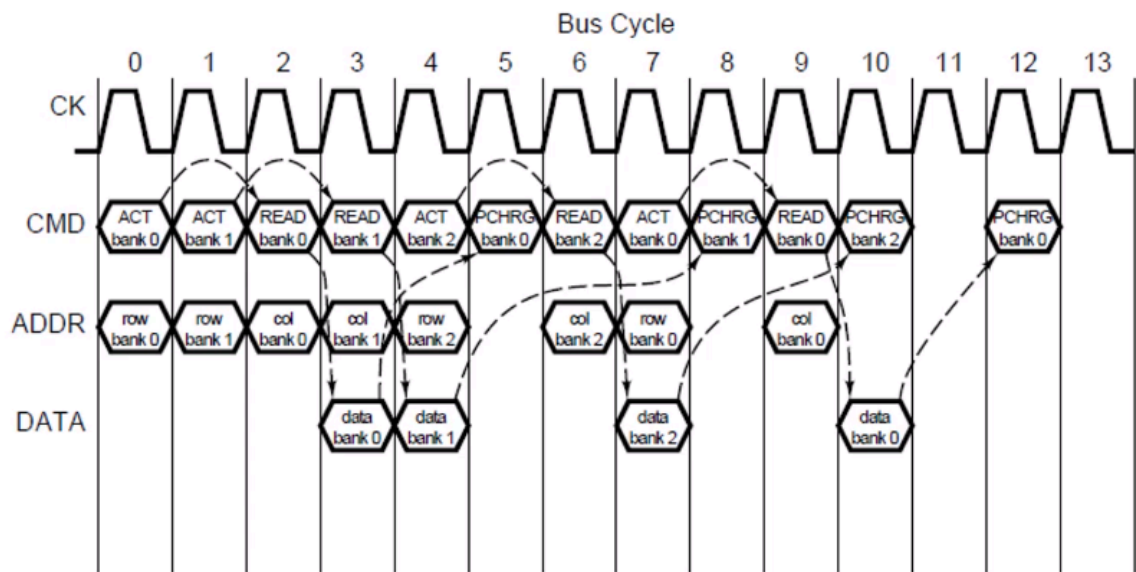 Bus Cycle
0 1 2 3 4 5 6 7 8 9 10 11 12 13
CK
CMD
ACT bank 0
ACT bank 1
READ bank 0
READ bank 1
ACT bank 2
PCHRG bank 0
READ bank 2
ACT bank 0
PCHRG bank 1
READ bank 0
PCHRG bank 2
PCHRG bank 0
ADDR
row bank 0
row bank 1
col bank 0
col bank 1
row bank 2
col bank 2
row bank 0
col bank 0
DATA
data bank 0
data bank 1
data bank 2
data bank 0